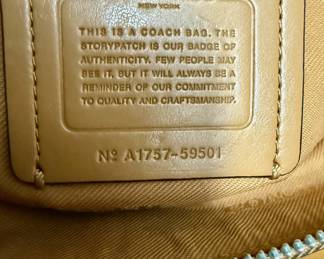 NEW YORK
THIS IS A COACH BAG. THE
STORYPATCH IS OUR BADGE OF
AUTHENTICITY. FEW PEOPLE MAY
SEE IT, BUT IT WILL ALWAYS BE A
REMINDER OF OUR COMMITMENT
TO QUALITY AND CRAFTSMANSHIP.
Nº A1757-59501